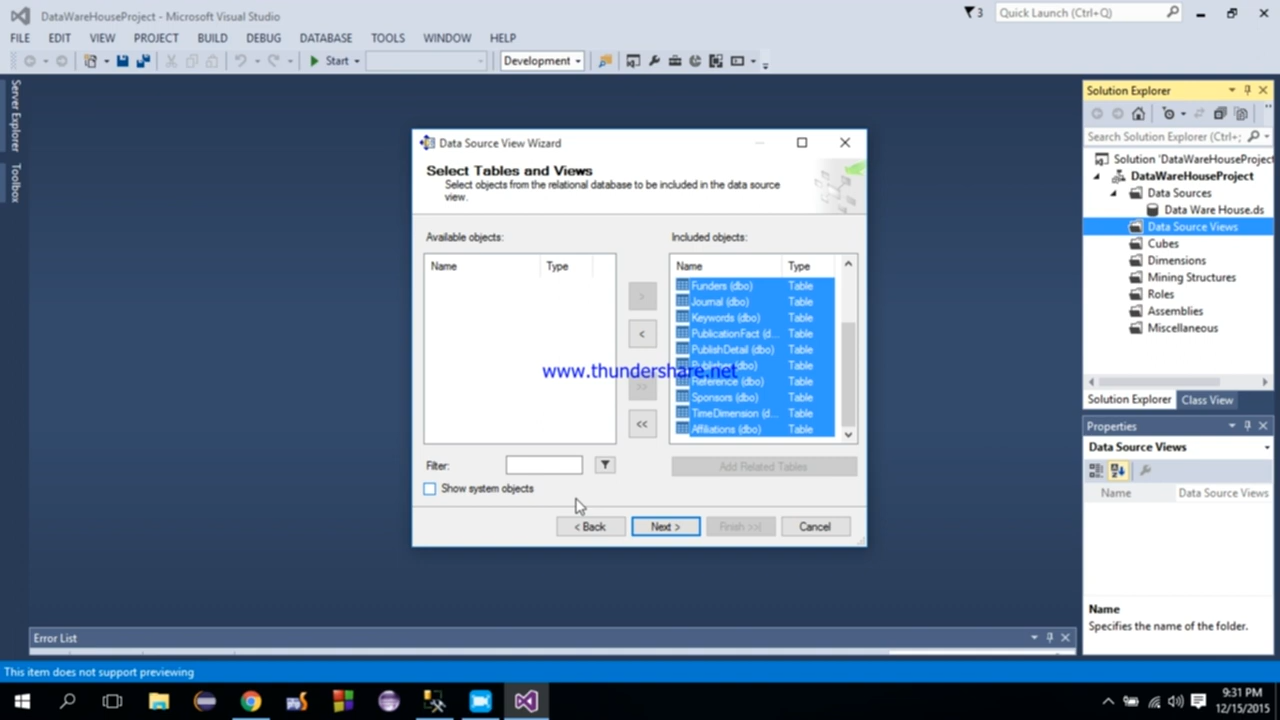 DataWareHouseProject - Microsoft Visual Studio
3
Quick Launch (Ctrl+Q)
FILE EDIT VIEW PROJECT BUILD DEBUG DATABASE TOOLS WINDOW HELP
Start
Development
Server Explorer
Toolbox
Data Source View Wizard
Select Tables and Views
Select objects from the relational database to be included in the data source
view.
Available objects:
Included objects:
Name Type
Name Type
Funders (dbo) Table
Journal (dbo) Table
Keywords (dbo) Table
PublicationFact (d... Table
PublishDetail (dbo) Table
Publisher (dbo) Table
www.thundershare.net
Reference (dbo) Table
Sponsors (dbo) Table
TimeDimension (d... Table
Affiliations (dbo) Table
>
<
>>
<<
Filter:
Add Related Tables
Show system objects
< Back
Next >
Finish >>|
Cancel
Solution Explorer
Search Solution Explorer (Ctrl+;
Solution 'DataWareHouseProject
DataWareHouseProject
Data Sources
Data Ware House.ds
Data Source Views
Cubes
Dimensions
Mining Structures
Roles
Assemblies
Miscellaneous
Solution Explorer Class View
Properties
Data Source Views
Name Data Source Views
Name
Specifies the name of the folder.
Error List
This item does not support previewing
9:31 PM
12/15/2015